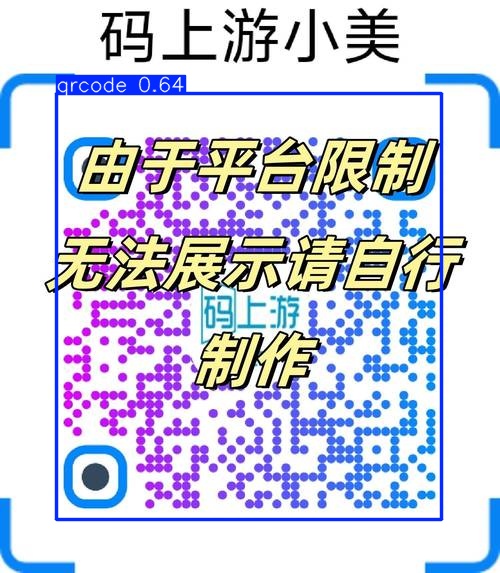 码上游小美
qrcode 0.64
由于平台限制
无法展示请自行
码上游
制作